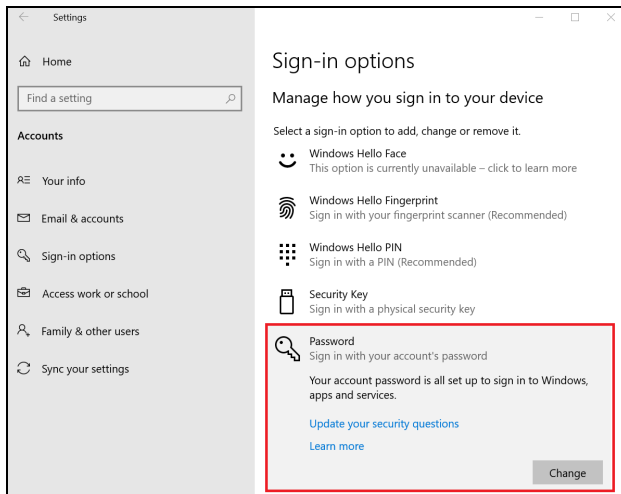 Settings
Home
Find a setting
Accounts
Your info
Email & accounts
Sign-in options
Access work or school
Family & other users
Sync your settings
Sign-in options
Manage how you sign in to your device
Select a sign-in option to add, change or remove it.
Windows Hello Face
This option is currently unavailable – click to learn more
Windows Hello Fingerprint
Sign in with your fingerprint scanner (Recommended)
Windows Hello PIN
Sign in with a PIN (Recommended)
Security Key
Sign in with a physical security key
Password
Sign in with your account's password
Your account password is all set up to sign in to Windows,
apps and services.
Update your security questions
Learn more
Change